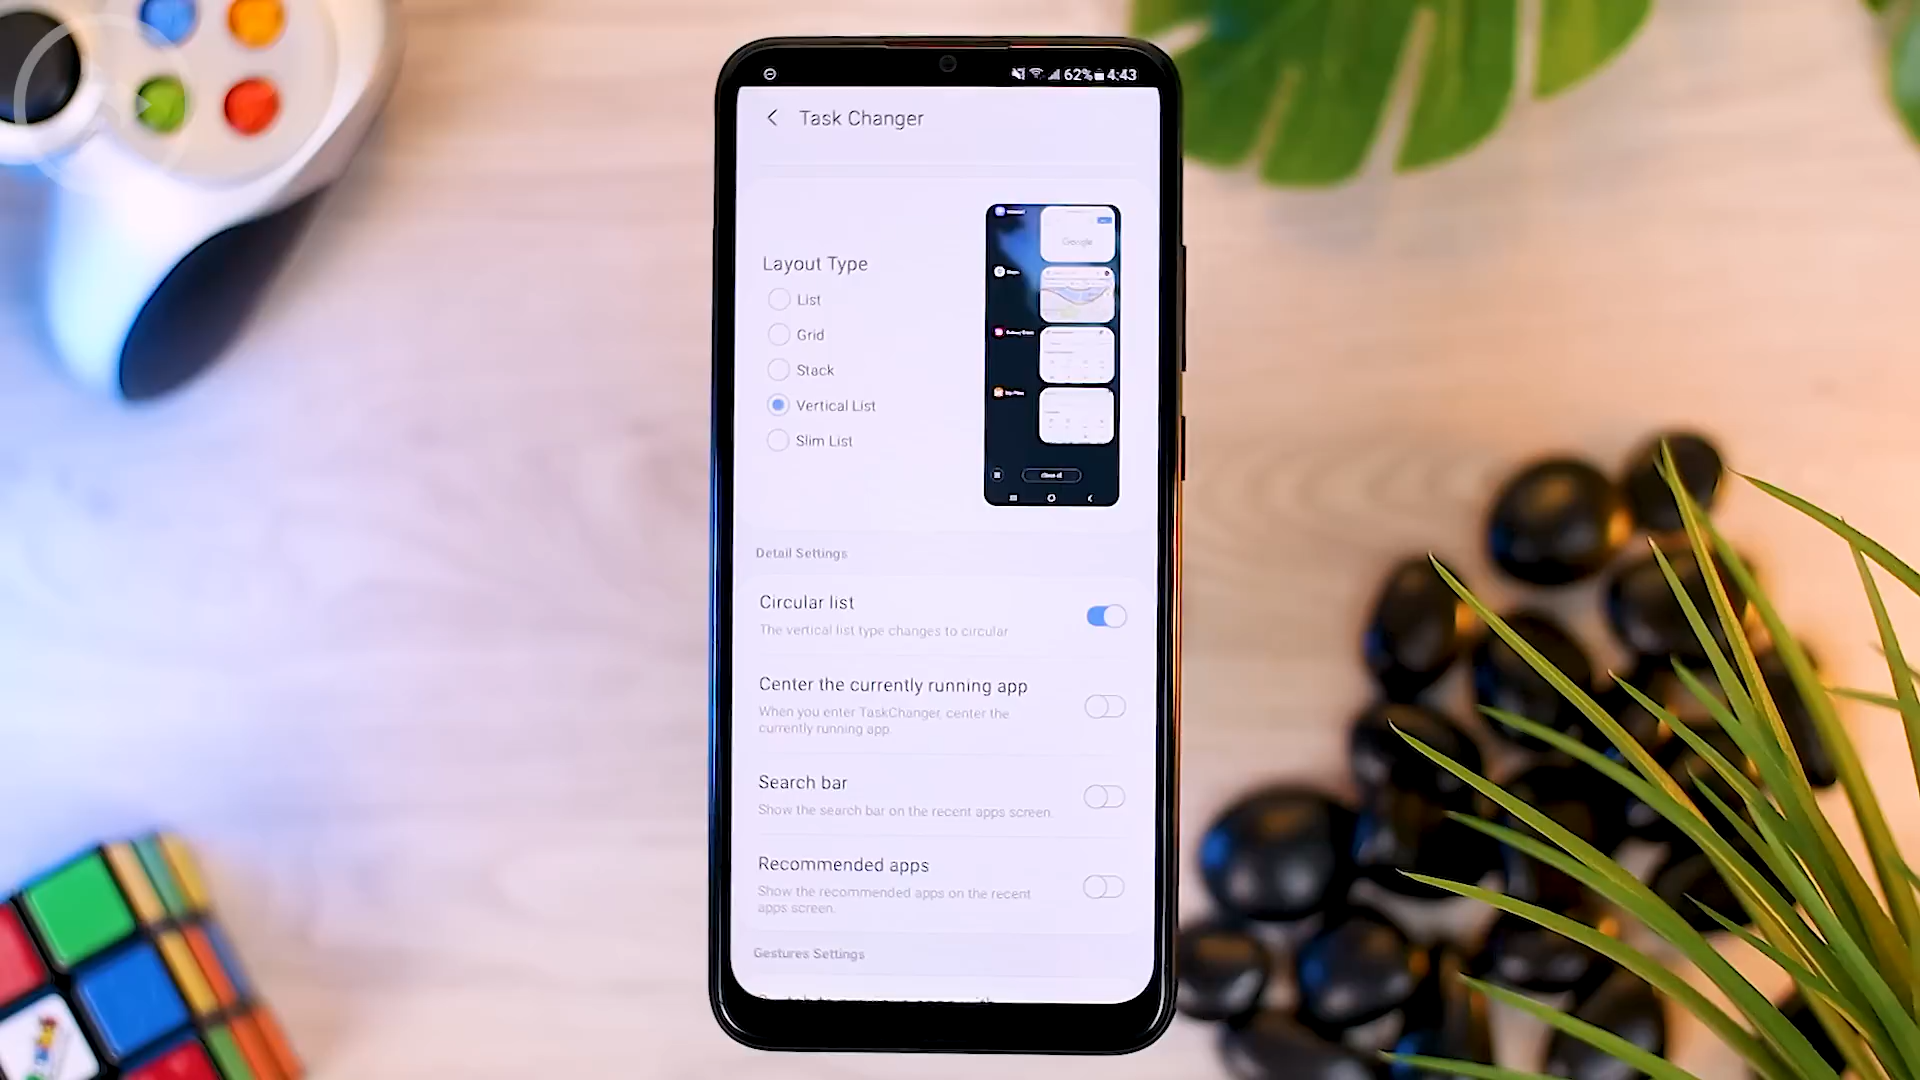 62% 4:43
Task Changer
Layout Type
List
Grid
Stack
Vertical List
Slim List
Google
Close all
Detail Settings
Circular list
The vertical list type changes to circular
Center the currently running app
When you enter TaskChanger, center the
currently running app.
Search bar
Show the search bar on the recent apps screen.
Recommended apps
Show the recommended apps on the recent
apps screen.
Gestures Settings